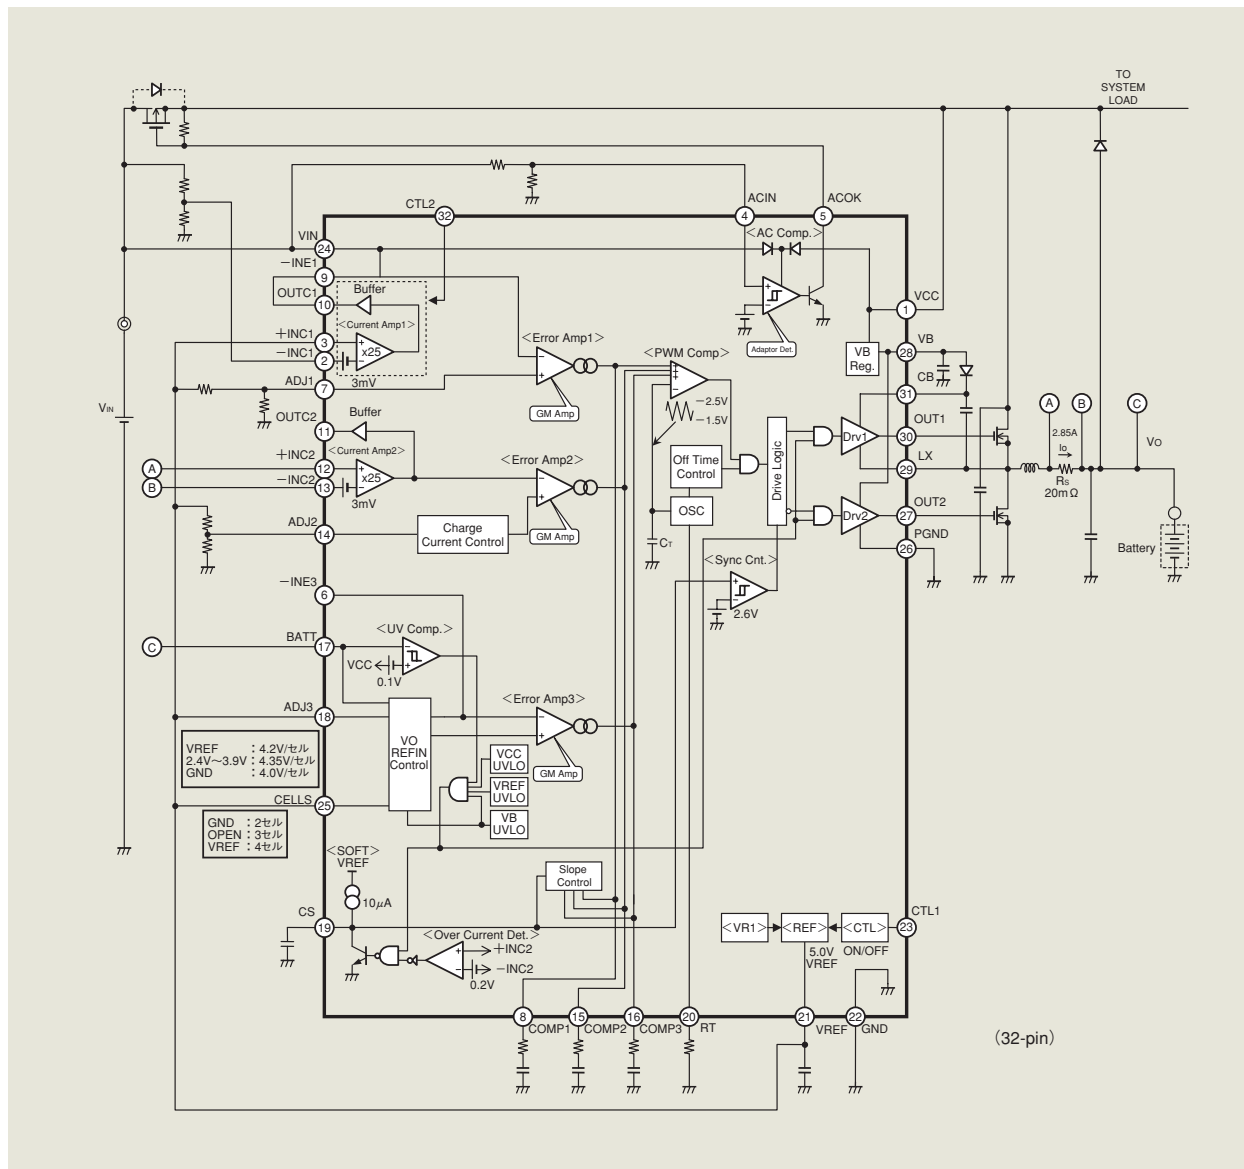 TO
SYSTEM
LOAD
CTL2
32
ACIN
4
ACOK
5
<AC Comp.>
VIN
24
−INE1
9
OUTC1
10
Buffer
<Current Amp1>
+INC1
3
−INC1
2
x25
3mV
ADJ1
7
<Error Amp1>
GM Amp
<PWM Comp>
−2.5V
−1.5V
Adaptor Det.
VCC
1
VB
Reg.
VB
28
CB
31
OUT1
30
LX
29
OUT2
27
PGND
26
Drv1
Drv2
Drive Logic
Off Time
Control
OSC
CT
VIN
OUTC2
11
Buffer
<Current Amp2>
A
+INC2
12
B
−INC2
13
x25
3mV
<Error Amp2>
GM Amp
ADJ2
14
Charge
Current Control
<Sync Cnt.>
2.6V
A
B
C
2.85A
Io
RS
20mΩ
VO
Battery
−INE3
6
C
BATT
17
<UV Comp.>
VCC
0.1V
ADJ3
18
<Error Amp3>
GM Amp
VO
REFIN
Control
VREF : 4.2V/セル
2.4V〜3.9V : 4.35V/セル
GND : 4.0V/セル
VCC
UVLO
VREF
UVLO
VB
UVLO
CELLS
25
GND : 2セル
OPEN : 3セル
VREF : 4セル
<SOFT>
VREF
10μA
CS
19
Slope
Control
<Over Current Det.>
+INC2
−INC2
0.2V
<VR1>
<REF>
<CTL>
CTL1
23
5.0V
VREF
ON/OFF
8
COMP1
15
COMP2
16
COMP3
20
RT
21
VREF
22
GND
(32-pin)